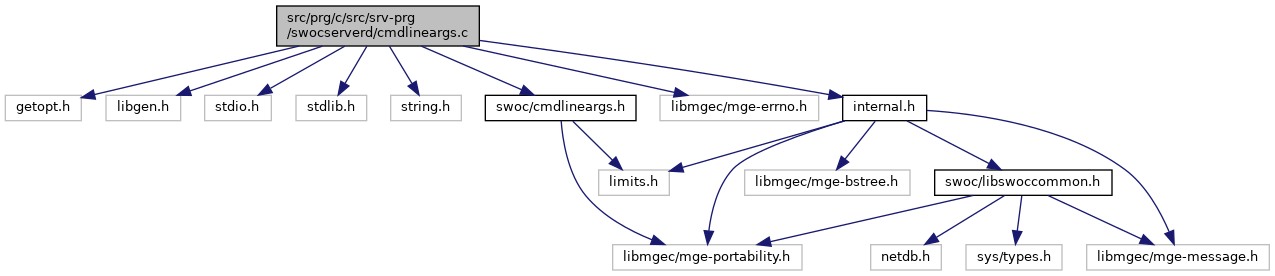 src/prg/c/src/srv-prg
/swocserverd/cmdlineargs.c
getopt.h
libgen.h
stdio.h
stdlib.h
string.h
swoc/cmdlineargs.h
libmgec/mge-errno.h
internal.h
limits.h
libmgec/mge-bstree.h
swoc/libswoccommon.h
libmgec/mge-portability.h
netdb.h
sys/types.h
libmgec/mge-message.h